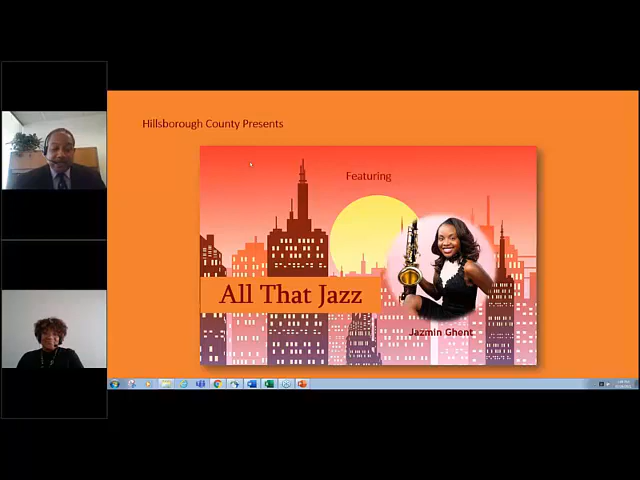 Hillsborough County Presents
Featuring
All That Jazz
Jazmin Ghent